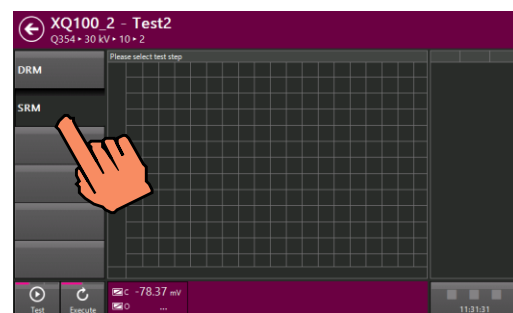 XQ100_2 - Test2
Q354 ▸ 30 kV ▸ 10 ▸ 2
Please select test step
DRM
SRM
C -78.37 mV
O ...
Test
Execute
11:31:31